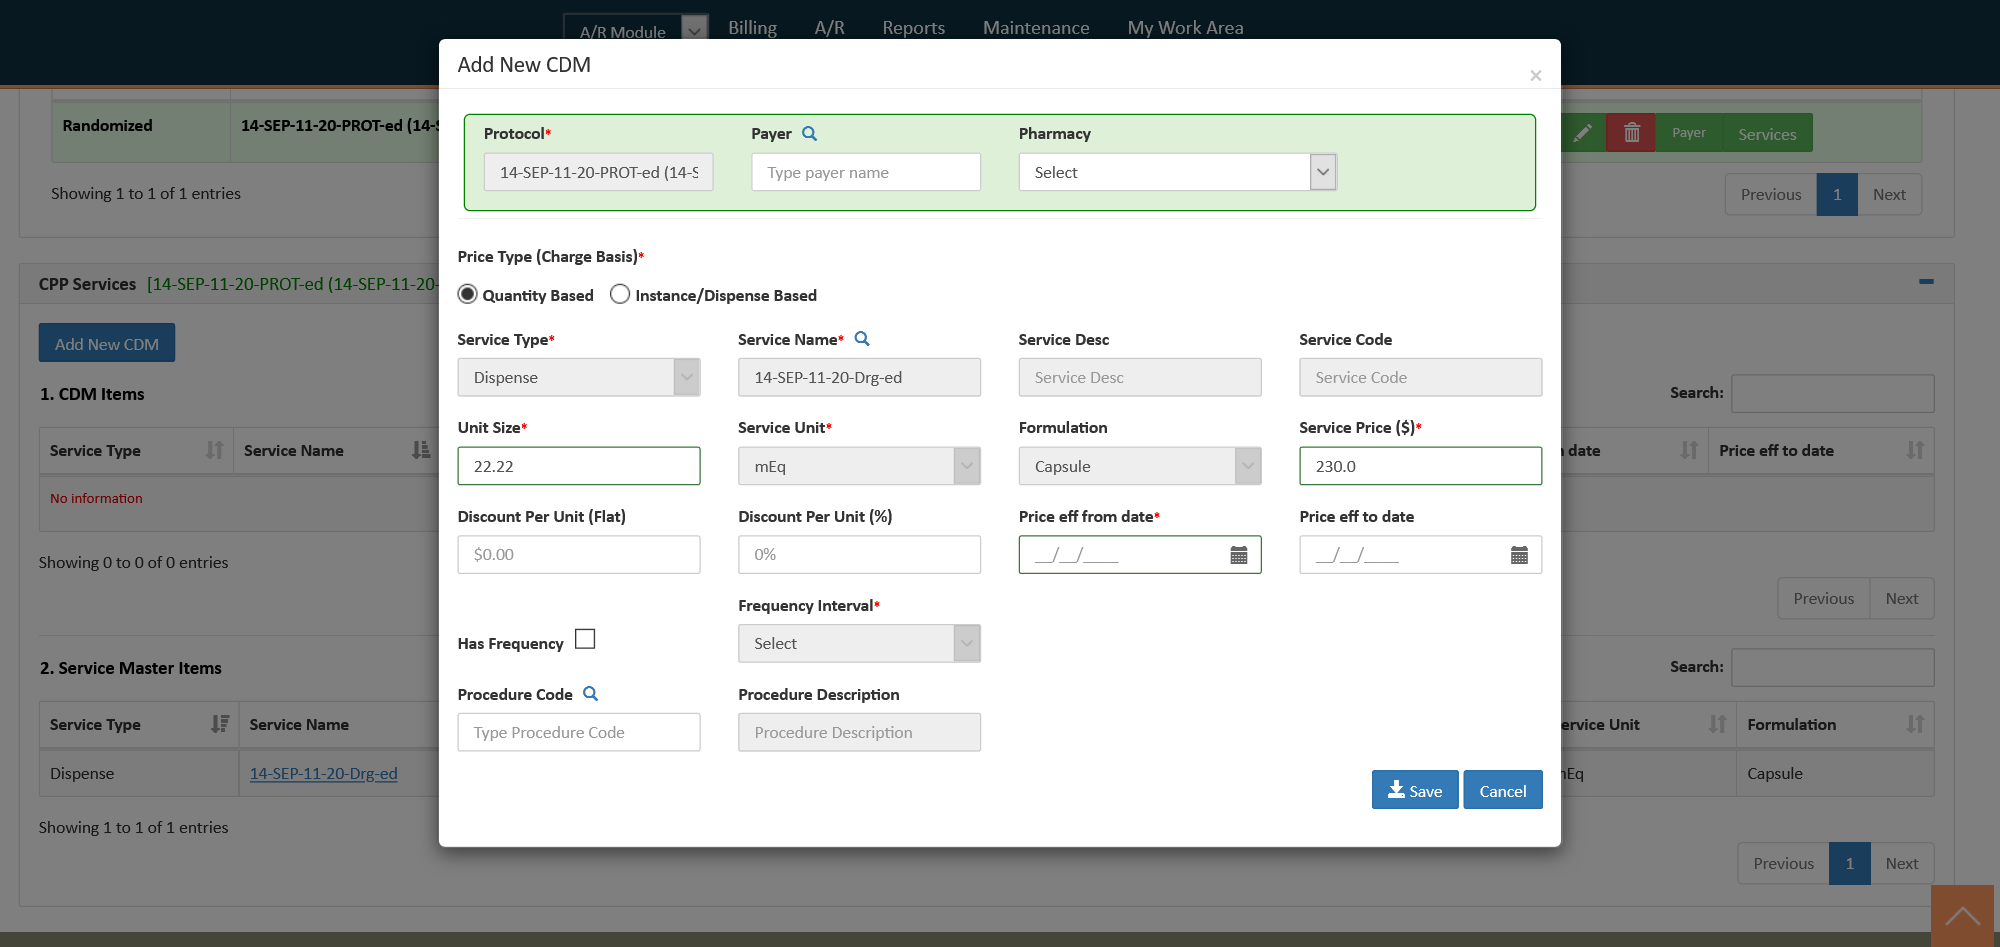 A/R Module Billing A/R Reports Maintenance My Work Area
Add New CDM
×
Randomized 14-SEP-11-20-PROT-ed (14-S
Payer Services
Protocol* Payer Pharmacy
14-SEP-11-20-PROT-ed (14-S Type payer name Select
Showing 1 to 1 of 1 entries
Previous 1 Next
Price Type (Charge Basis)*
CPP Services [14-SEP-11-20-PROT-ed (14-SEP-11-20-
Quantity Based Instance/Dispense Based
Add New CDM
Service Type* Service Name* Service Desc Service Code
Dispense 14-SEP-11-20-Drg-ed Service Desc Service Code
1. CDM Items
Search:
Unit Size* Service Unit* Formulation Service Price ($)*
22.22 mEq Capsule 230.0
Service Type Service Name date Price eff to date
No information
Discount Per Unit (Flat) Discount Per Unit (%) Price eff from date* Price eff to date
$0.00 0% __/__/____ __/__/____
Showing 0 to 0 of 0 entries
Previous Next
Frequency Interval*
Has Frequency Select
2. Service Master Items
Search:
Procedure Code Procedure Description
Type Procedure Code Procedure Description
Service Type Service Name ervice Unit Formulation
Dispense 14-SEP-11-20-Drg-ed Eq Capsule
Save Cancel
Showing 1 to 1 of 1 entries
Previous 1 Next